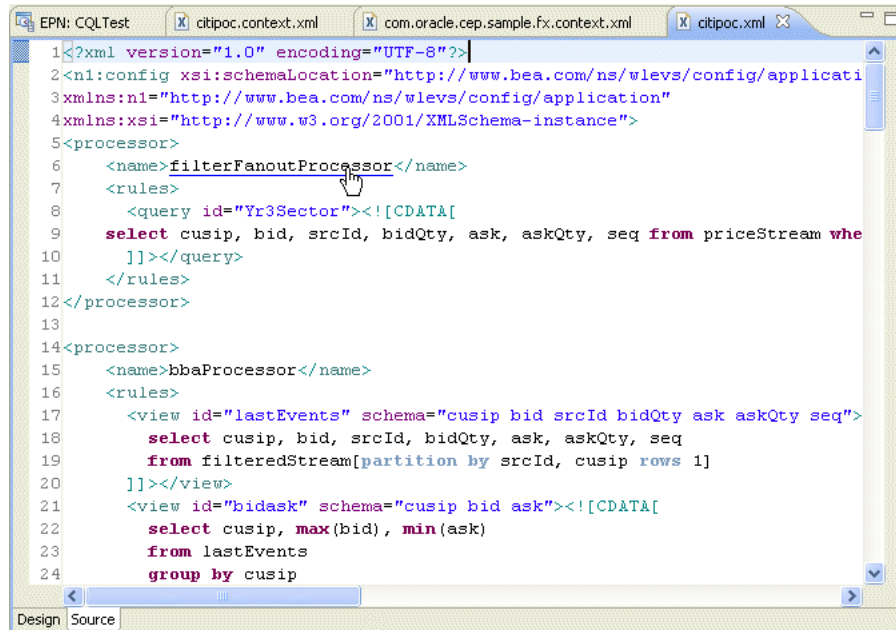 EPN: CQLTest citipoc.context.xml com.oracle.cep.sample.fx.context.xml citipoc.xml
1 <?xml version="1.0" encoding="UTF-8"?>
2 <n1:config xsi:schemaLocation="http://www.bea.com/ns/wlevs/config/applicati
3 xmlns:n1="http://www.bea.com/ns/wlevs/config/application"
4 xmlns:xsi="http://www.w3.org/2001/XMLSchema-instance">
5 <processor>
6 <name>filterFanoutProcessor</name>
7 <rules>
8 <query id="Yr3Sector"><![CDATA[
9 select cusip, bid, srcId, bidQty, ask, askQty, seq from priceStream whe
10 ]]></query>
11 </rules>
12 </processor>
13
14 <processor>
15 <name>bbaProcessor</name>
16 <rules>
17 <view id="lastEvents" schema="cusip bid srcId bidQty ask askQty seq">
18 select cusip, bid, srcId, bidQty, ask, askQty, seq
19 from filteredStream[partition by srcId, cusip rows 1]
20 ]]></view>
21 <view id="bidask" schema="cusip bid ask"><![CDATA[
22 select cusip, max(bid), min(ask)
23 from lastEvents
24 group by cusip
Design Source